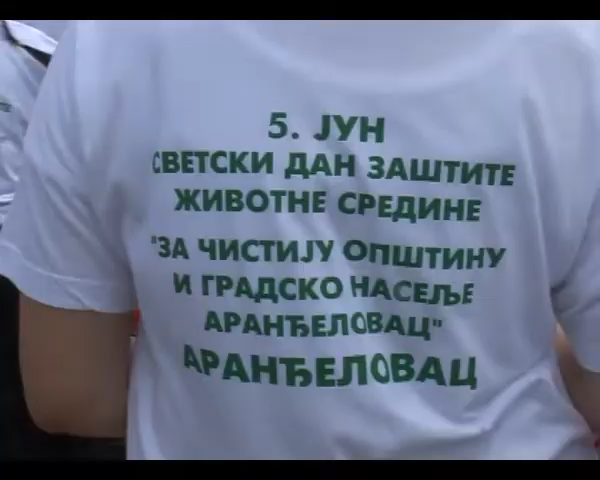 5. ЈУН
СВЕТСКИ ДАН ЗАШТИТЕ
ЖИВОТНЕ СРЕДИНЕ
"ЗА ЧИСТИЈУ ОПШТИНУ
И ГРАДСКО НАСЕЉЕ
АРАНЂЕЛОВАЦ"
АРАНЂЕЛОВАЦ